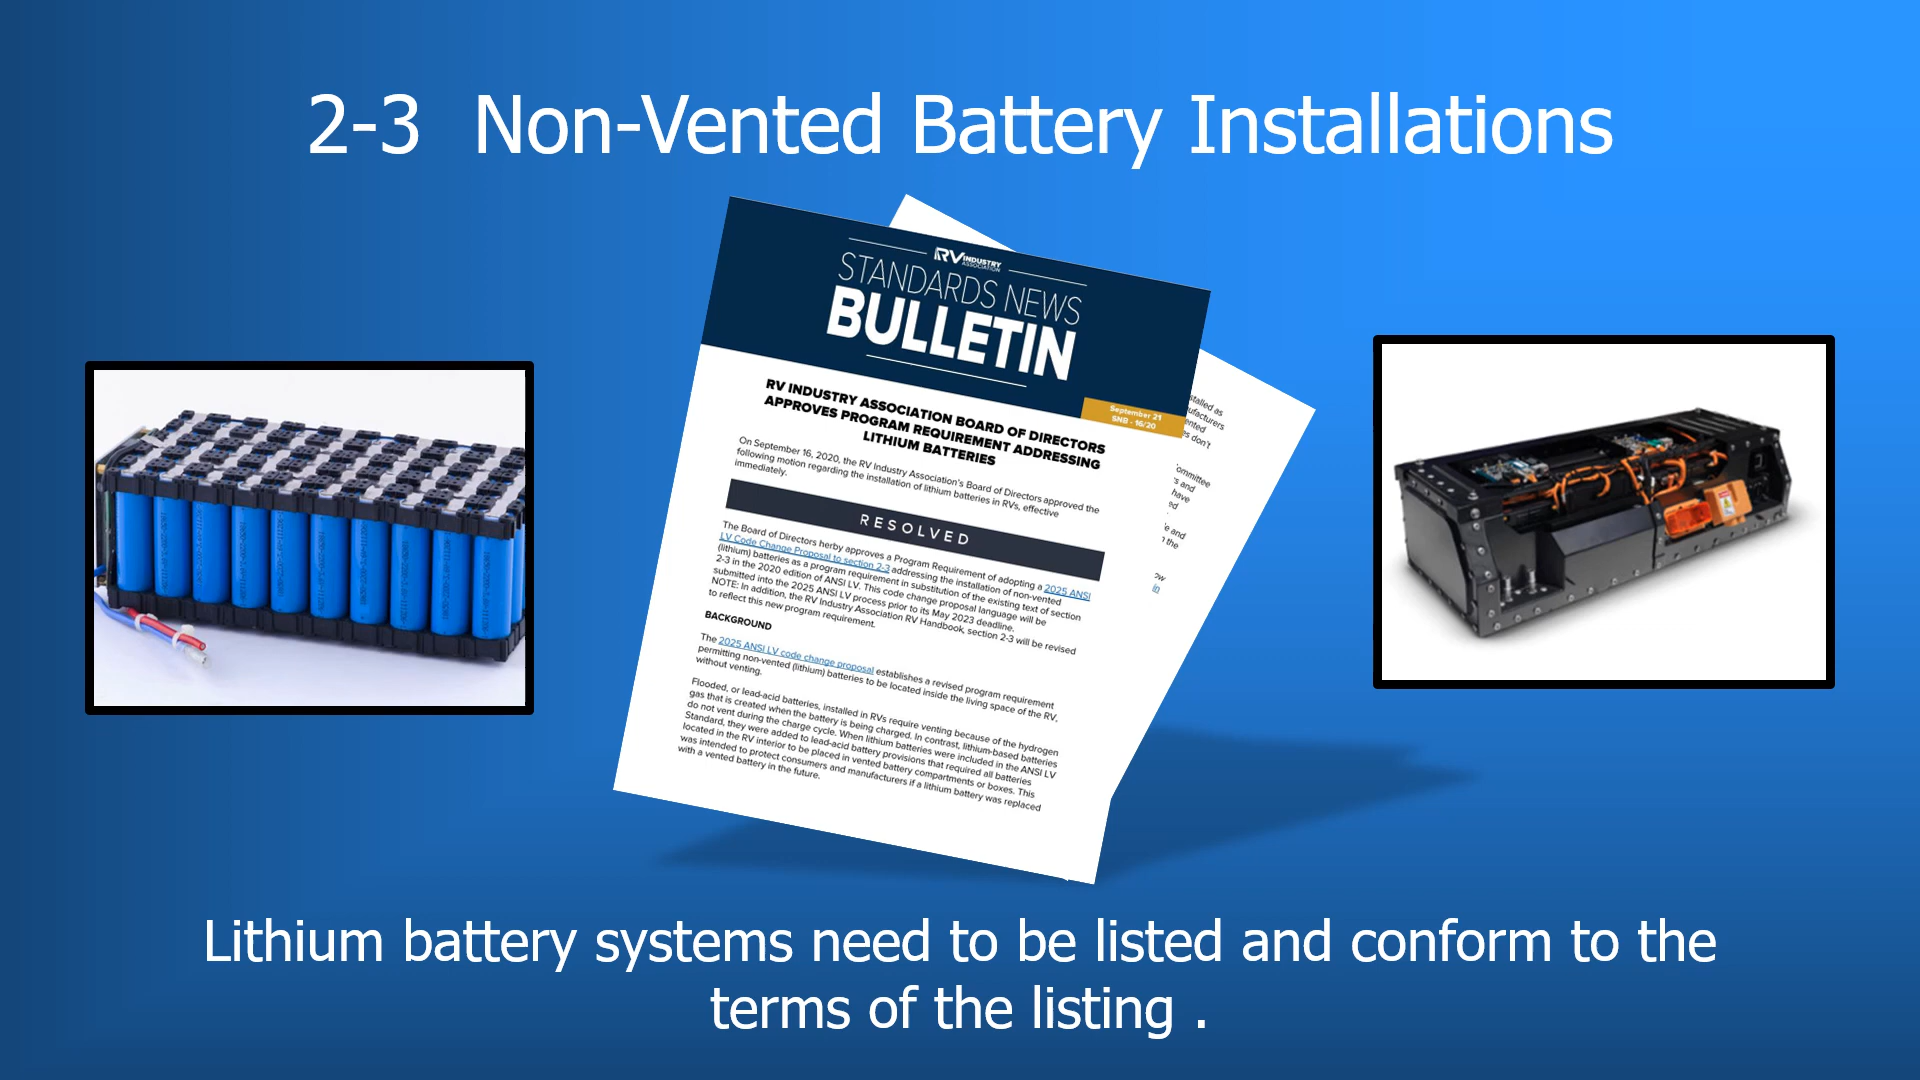 2-3 Non-Vented Battery Installations
RV INDUSTRY
ASSOCIATION
STANDARDS NEWS
BULLETIN
September 21
SNB - 16/20
RV INDUSTRY ASSOCIATION BOARD OF DIRECTORS
APPROVES PROGRAM REQUIREMENT ADDRESSING
LITHIUM BATTERIES
On September 16, 2020, the RV Industry Association's Board of Directors approved the
following motion regarding the installation of lithium batteries in RVs, effective
immediately.
RESOLVED
The Board of Directors herby approves a Program Requirement of adopting a 2025 ANSI
LV Code Change Proposal to section 2-3 addressing the installation of non-vented
(lithium) batteries as a program requirement in substitution of the existing text of section
2-3 in the 2020 edition of ANSI LV. This code change proposal language will be
submitted into the 2025 ANSI LV process prior to its May 2023 deadline.
NOTE: In addition, the RV Industry Association RV Handbook, section 2-3 will be revised
to reflect this new program requirement.
BACKGROUND
The 2025 ANSI LV code change proposal establishes a revised program requirement
permitting non-vented (lithium) batteries to be located inside the living space of the RV,
without venting.
Flooded, or lead-acid batteries, installed in RVs require venting because of the hydrogen
gas that is created when the battery is being charged. In contrast, lithium-based batteries
do not vent during the charge cycle. When lithium batteries were included in the ANSI LV
Standard, they were added to lead-acid battery provisions that required all batteries
located in the RV interior to be placed in vented battery compartments or boxes. This
was intended to protect consumers and manufacturers if a lithium battery was replaced
with a vented battery in the future.
Lithium battery systems need to be listed and conform to the
terms of the listing .